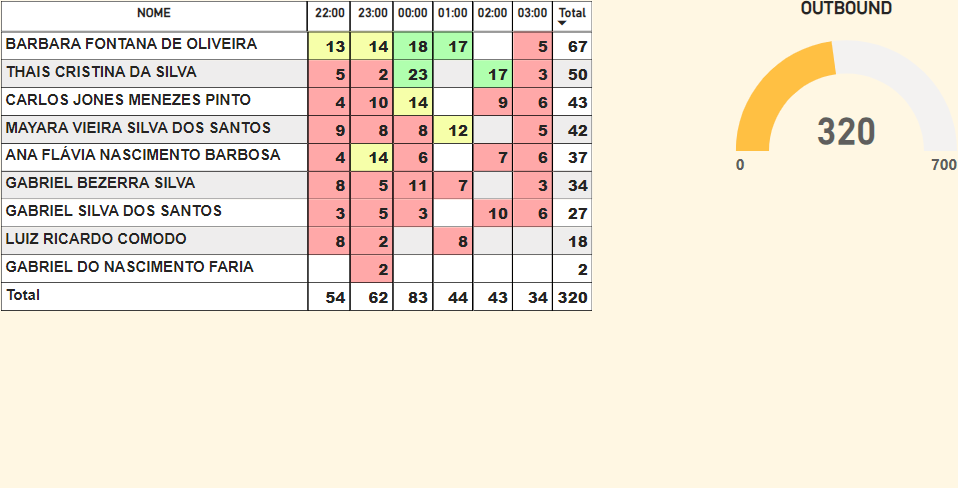 NOME 22:00 23:00 00:00 01:00 02:00 03:00 Total
BARBARA FONTANA DE OLIVEIRA 13 14 18 17 5 67
THAIS CRISTINA DA SILVA 5 2 23 17 3 50
CARLOS JONES MENEZES PINTO 4 10 14 9 6 43
MAYARA VIEIRA SILVA DOS SANTOS 9 8 8 12 5 42
ANA FLÁVIA NASCIMENTO BARBOSA 4 14 6 7 6 37
GABRIEL BEZERRA SILVA 8 5 11 7 3 34
GABRIEL SILVA DOS SANTOS 3 5 3 10 6 27
LUIZ RICARDO COMODO 8 2 8 18
GABRIEL DO NASCIMENTO FARIA 2 2
Total 54 62 83 44 43 34 320
OUTBOUND
320
0 700